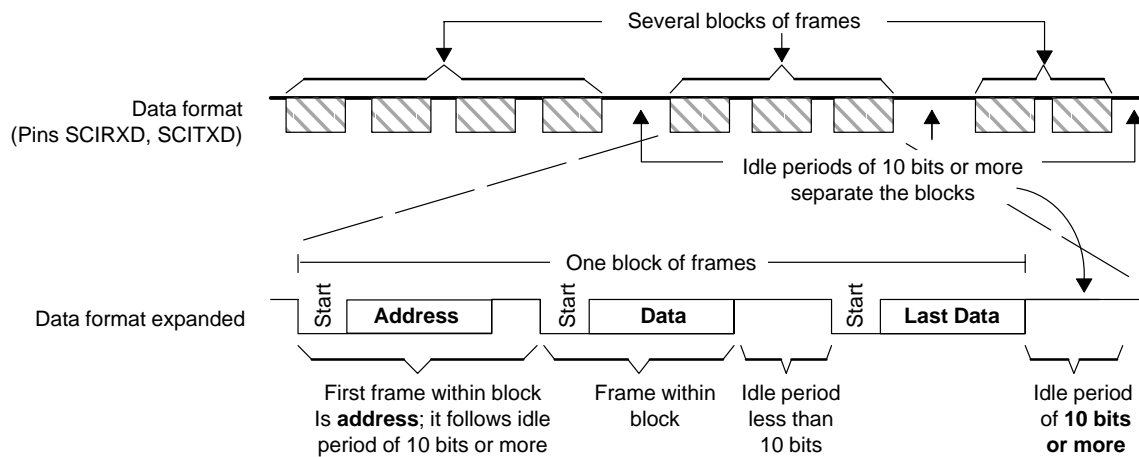 Several blocks of frames
Data format
(Pins SCIRXD, SCITXD)
Idle periods of 10 bits or more
separate the blocks
One block of frames
Data format expanded
Start
Address
Start
Data
Start
Last Data
First frame within block
Is address; it follows idle
period of 10 bits or more
Frame within
block
Idle period
less than
10 bits
Idle period
of 10 bits
or more